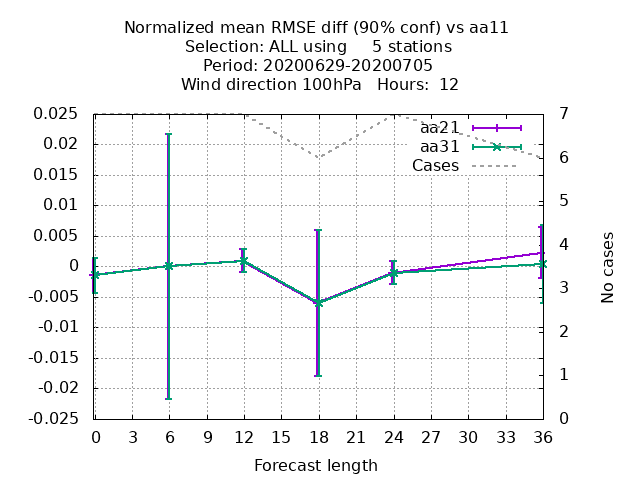 Normalized mean RMSE diff (90% conf) vs aa11
Selection: ALL using     5 stations
Period: 20200629-20200705
Wind direction 100hPa   Hours:  12
0.025
0.02
0.015
0.01
0.005
0
-0.005
-0.01
-0.015
-0.02
-0.025
aa21
aa31
Cases
7
6
5
4
3
2
1
0
No cases
0 3 6 9 12 15 18 21 24 27 30 33 36
Forecast length